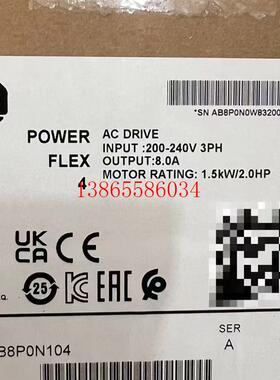 *SN AB8P0N0W83200
POWER
FLEX
4
AC DRIVE
INPUT :200-240V 3PH
OUTPUT:8.0A
MOTOR RATING: 1.5kW/2.0HP
13865586034
UK
CA
CE
25
EAC
SER
A
B8P0N104